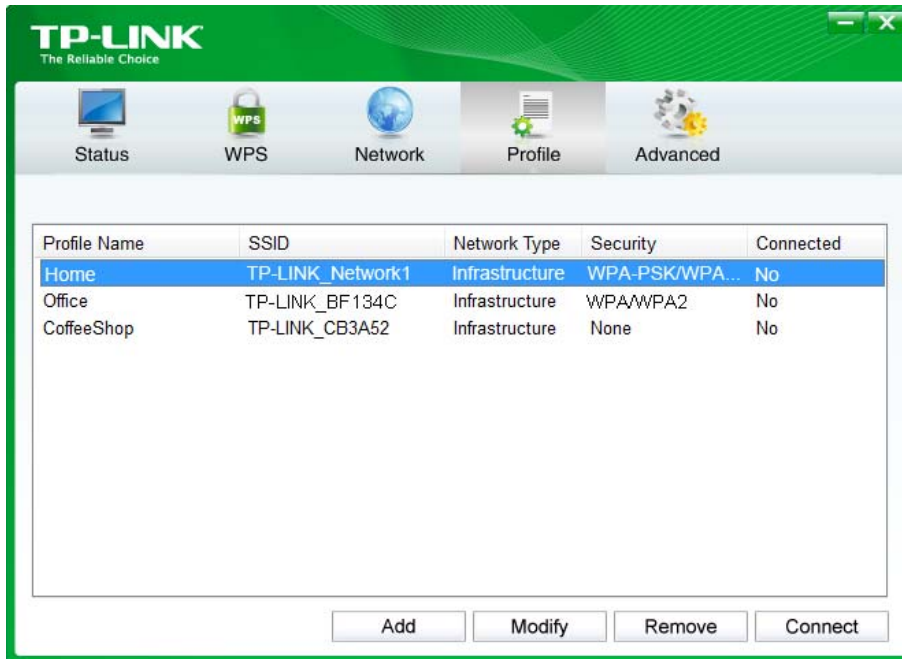 TP-LINK
The Reliable Choice
WPS
Status WPS Network Profile Advanced
Profile Name SSID Network Type Security Connected
Home TP-LINK_Network1 Infrastructure WPA-PSK/WPA... No
Office TP-LINK_BF134C Infrastructure WPA/WPA2 No
CoffeeShop TP-LINK_CB3A52 Infrastructure None No
Add Modify Remove Connect